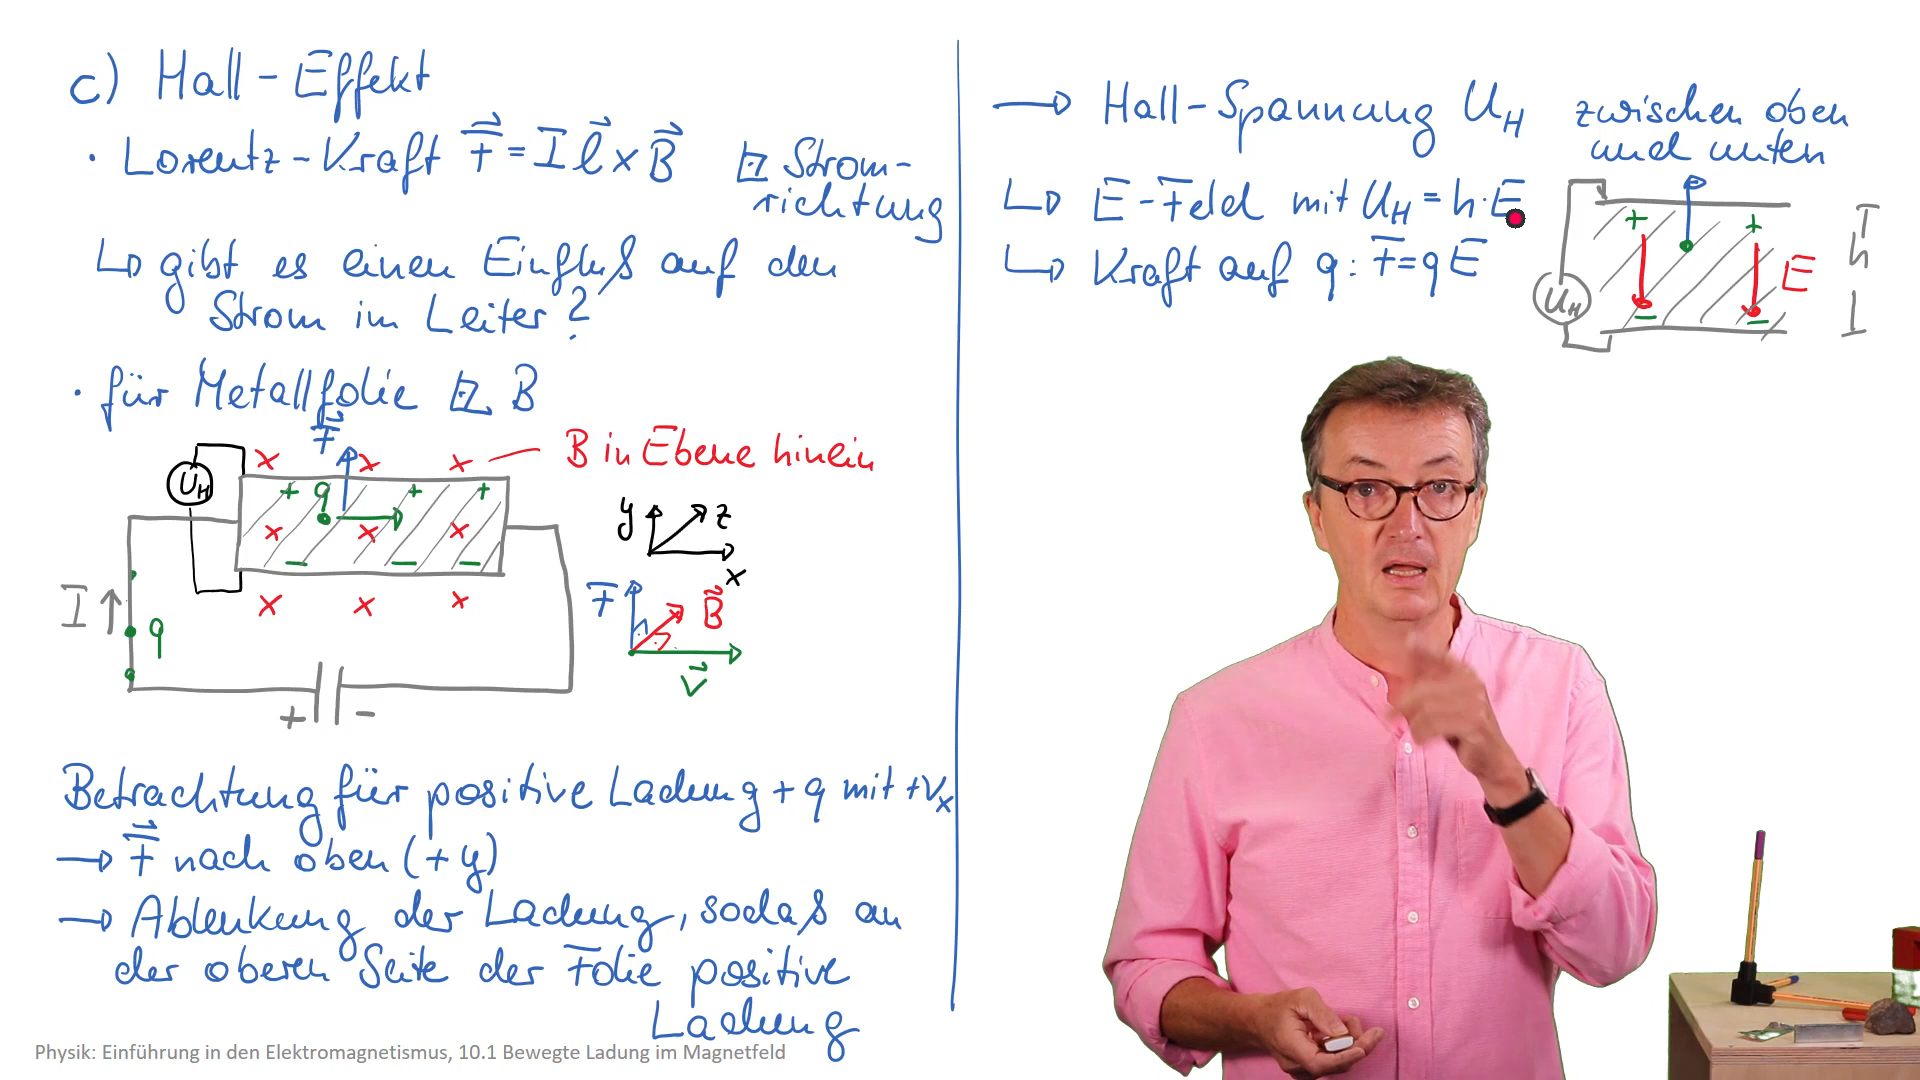 c) Hall-Effekt
· Lorentz-Kraft F = I l x B Strom-
richtung
↳ gibt es einen Einfluß auf den
Strom im Leiter?
· für Metallfolie B
F
B in Ebene hinein
U_H
+ q + +
y z
x
F B
v
I
q
+ -
Betrachtung für positive Ladung +q mit +v_x
→ F nach oben (+y)
→ Ablenkung der Ladung, sodaß an
der oberen Seite der Folie positive
Ladung
→ Hall-Spannung U_H zwischen oben
und unten
↳ E-Feld mit U_H = h·E
↳ Kraft auf q: F = qE
+ +
U_H
E
h
- -
Physik: Einführung in den Elektromagnetismus, 10.1 Bewegte Ladung im Magnetfeld